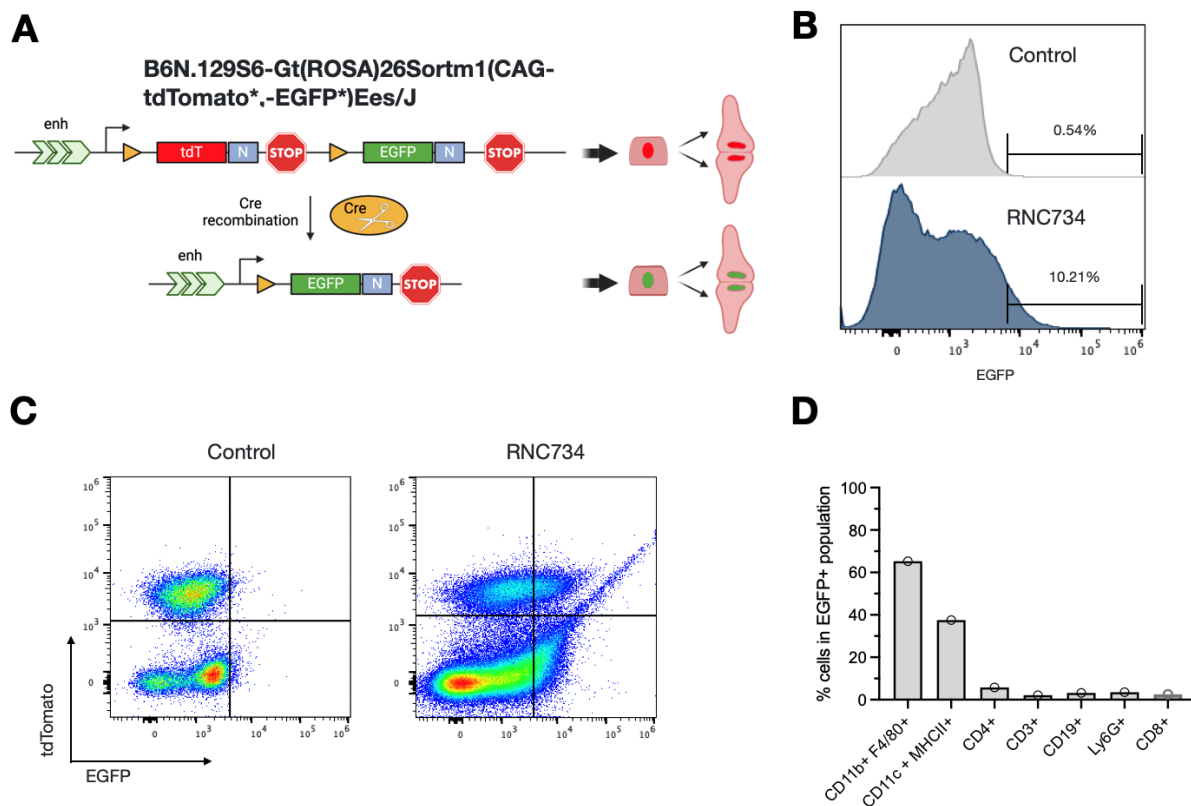 A
B6N.129S6-Gt(ROSA)26Sortm1(CAG-
tdTomato*,-EGFP*)Ees/J
enh
tdT
N
STOP
EGFP
N
STOP
Cre
recombination
Cre
enh
EGFP
N
STOP
B
Control
0.54%
RNC734
10.21%
0
10³
10⁴
10⁵
10⁶
EGFP
C
Control
RNC734
10⁶
10⁵
10⁴
10³
0
0
10³
10⁴
10⁵
10⁶
10⁶
10⁵
10⁴
10³
0
0
10³
10⁴
10⁵
10⁶
tdTomato
EGFP
D
% cells in EGFP+ population
100
80
60
40
20
0
CD11b+ F4/80+
CD11c + MHCII+
CD4+
CD3+
CD19+
Ly6G+
CD8+